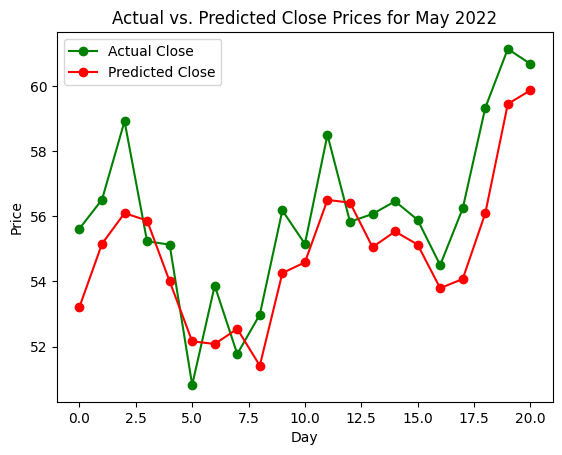 Actual vs. Predicted Close Prices for May 2022
Actual Close
Predicted Close
Price
60
58
56
54
52
0.0 2.5 5.0 7.5 10.0 12.5 15.0 17.5 20.0
Day